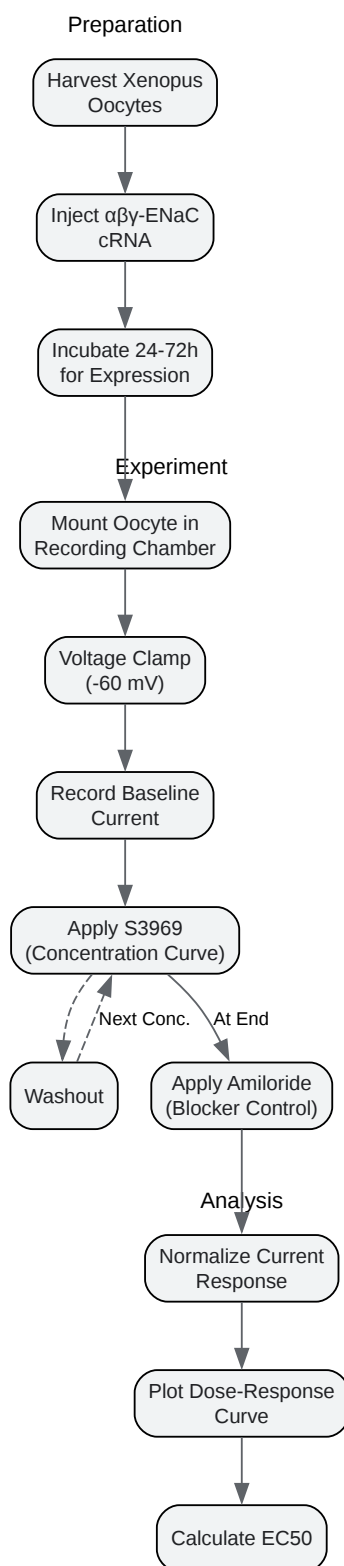 Preparation
Harvest Xenopus
Oocytes
Inject αβγ-ENaC
cRNA
Incubate 24-72h
for Expression
Experiment
Mount Oocyte in
Recording Chamber
Voltage Clamp
(-60 mV)
Record Baseline
Current
Apply S3969
(Concentration Curve)
Next Conc.
At End
Washout
Apply Amiloride
(Blocker Control)
Analysis
Normalize Current
Response
Plot Dose-Response
Curve
Calculate EC50